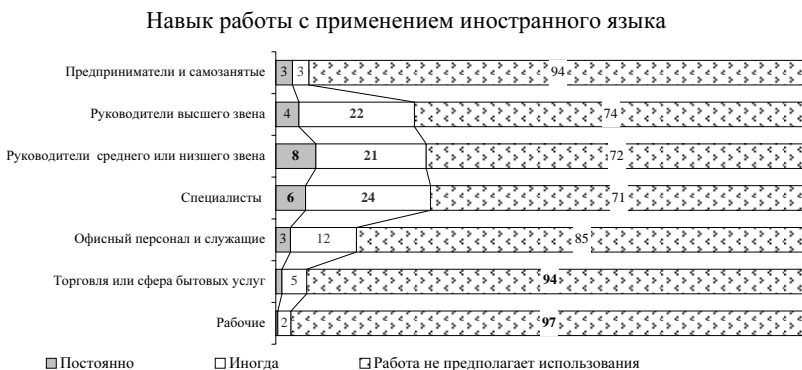 Навык работы с применением иностранного языка
Предприниматели и самозанятые 3 3 94
Руководители высшего звена 4 22 74
Руководители среднего или низшего звена 8 21 72
Специалисты 6 24 71
Офисный персонал и служащие 3 12 85
Торговля или сфера бытовых услуг 5 94
Рабочие 2 97
Постоянно Иногда Работа не предполагает использования